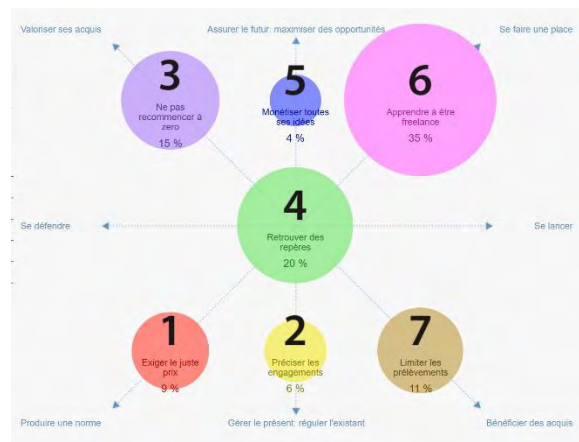 Valoriser ses acquis
Assurer le futur: maximiser des opportunités
Se faire une place
3
Ne pas
recommencer à
zero
15 %
5
Monétiser toutes
ses idées
4 %
6
Apprendre à être
freelance
35 %
Se défendre
4
Retrouver des
repères
20 %
Se lancer
1
Exiger le juste
prix
9 %
2
Préciser les
engagements
6 %
7
Limiter les
prélèvements
11 %
Produire une norme
Gérer le présent: réguler l'existant
Bénéficier des acquis